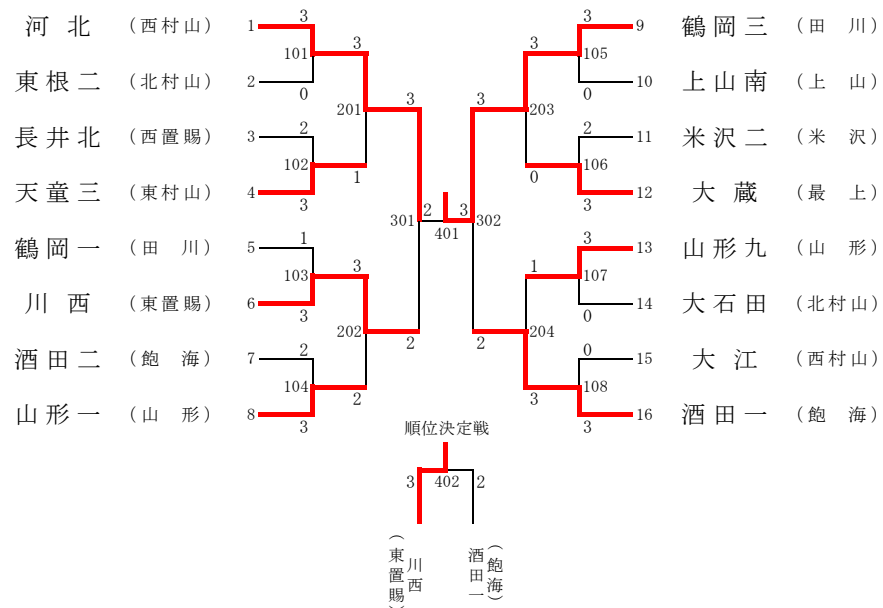 河北 (西村山) 1 3 3 9 鶴岡三 (田川)
101 3 3 105
東根二 (北村山) 2 0 0 10 上山南 (上山)
201 3 3 203
長井北 (西置賜) 3 2 2 11 米沢二 (米沢)
102 1 0 106
天童三 (東村山) 4 3 3 12 大蔵 (最上)
301 2 3 302
401
鶴岡一 (田川) 5 1 3 13 山形九 (山形)
103 3 1 107
川西 (東置賜) 6 3 0 14 大石田 (北村山)
202 2 2 204
酒田二 (飽海) 7 2 0 15 大江 (西村山)
104 2 3 108
山形一 (山形) 8 3 3 16 酒田一 (飽海)
順位決定戦
3 402 2
川西 (東置賜)
酒田一 (飽海)